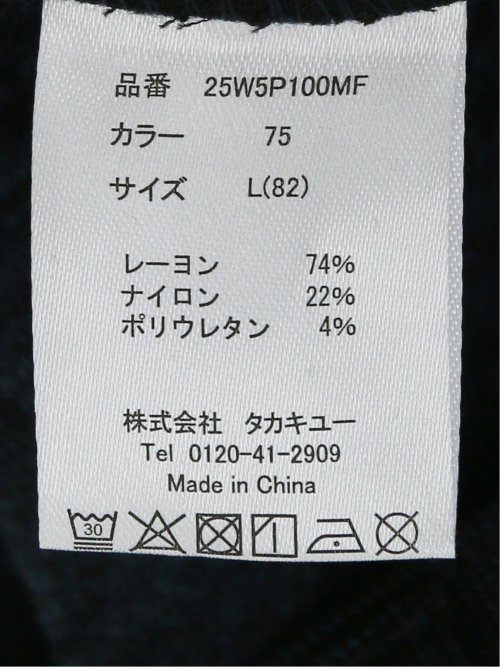 品番 25W5P100MF
カラー 75
サイズ L(82)
レーヨン 74%
ナイロン 22%
ポリウレタン 4%
株式会社 タカキユー
Tel 0120-41-2909
Made in China
30